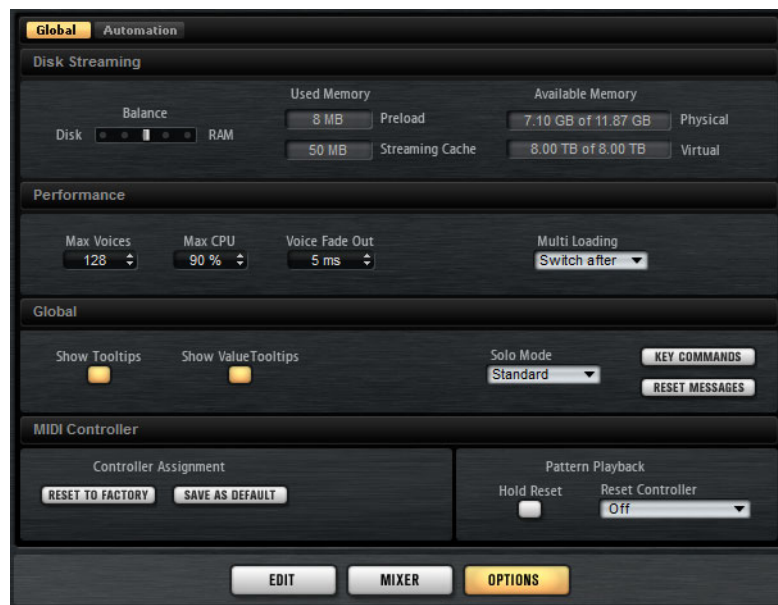 Global Automation
Disk Streaming
Used Memory Available Memory
Balance
8 MB Preload 7.10 GB of 11.87 GB Physical
Disk RAM
50 MB Streaming Cache 8.00 TB of 8.00 TB Virtual
Performance
Max Voices Max CPU Voice Fade Out Multi Loading
128 90 % 5 ms Switch after
Global
Show Tooltips Show ValueTooltips Solo Mode KEY COMMANDS
Standard RESET MESSAGES
MIDI Controller
Controller Assignment Pattern Playback
RESET TO FACTORY SAVE AS DEFAULT Hold Reset Reset Controller
Off
EDIT MIXER OPTIONS